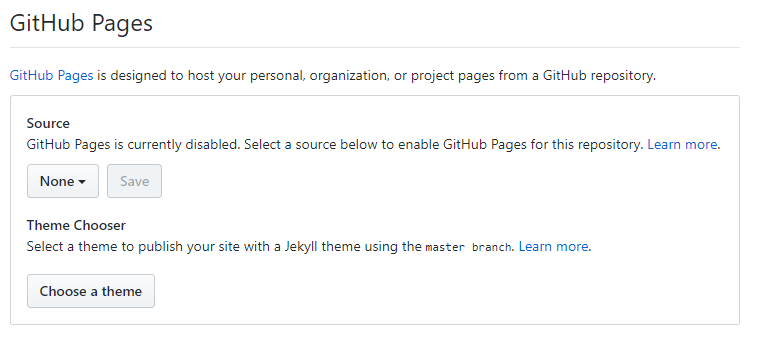 GitHub Pages
GitHub Pages is designed to host your personal, organization, or project pages from a GitHub repository.
Source
GitHub Pages is currently disabled. Select a source below to enable GitHub Pages for this repository. Learn more.
None Save
Theme Chooser
Select a theme to publish your site with a Jekyll theme using the master branch. Learn more.
Choose a theme